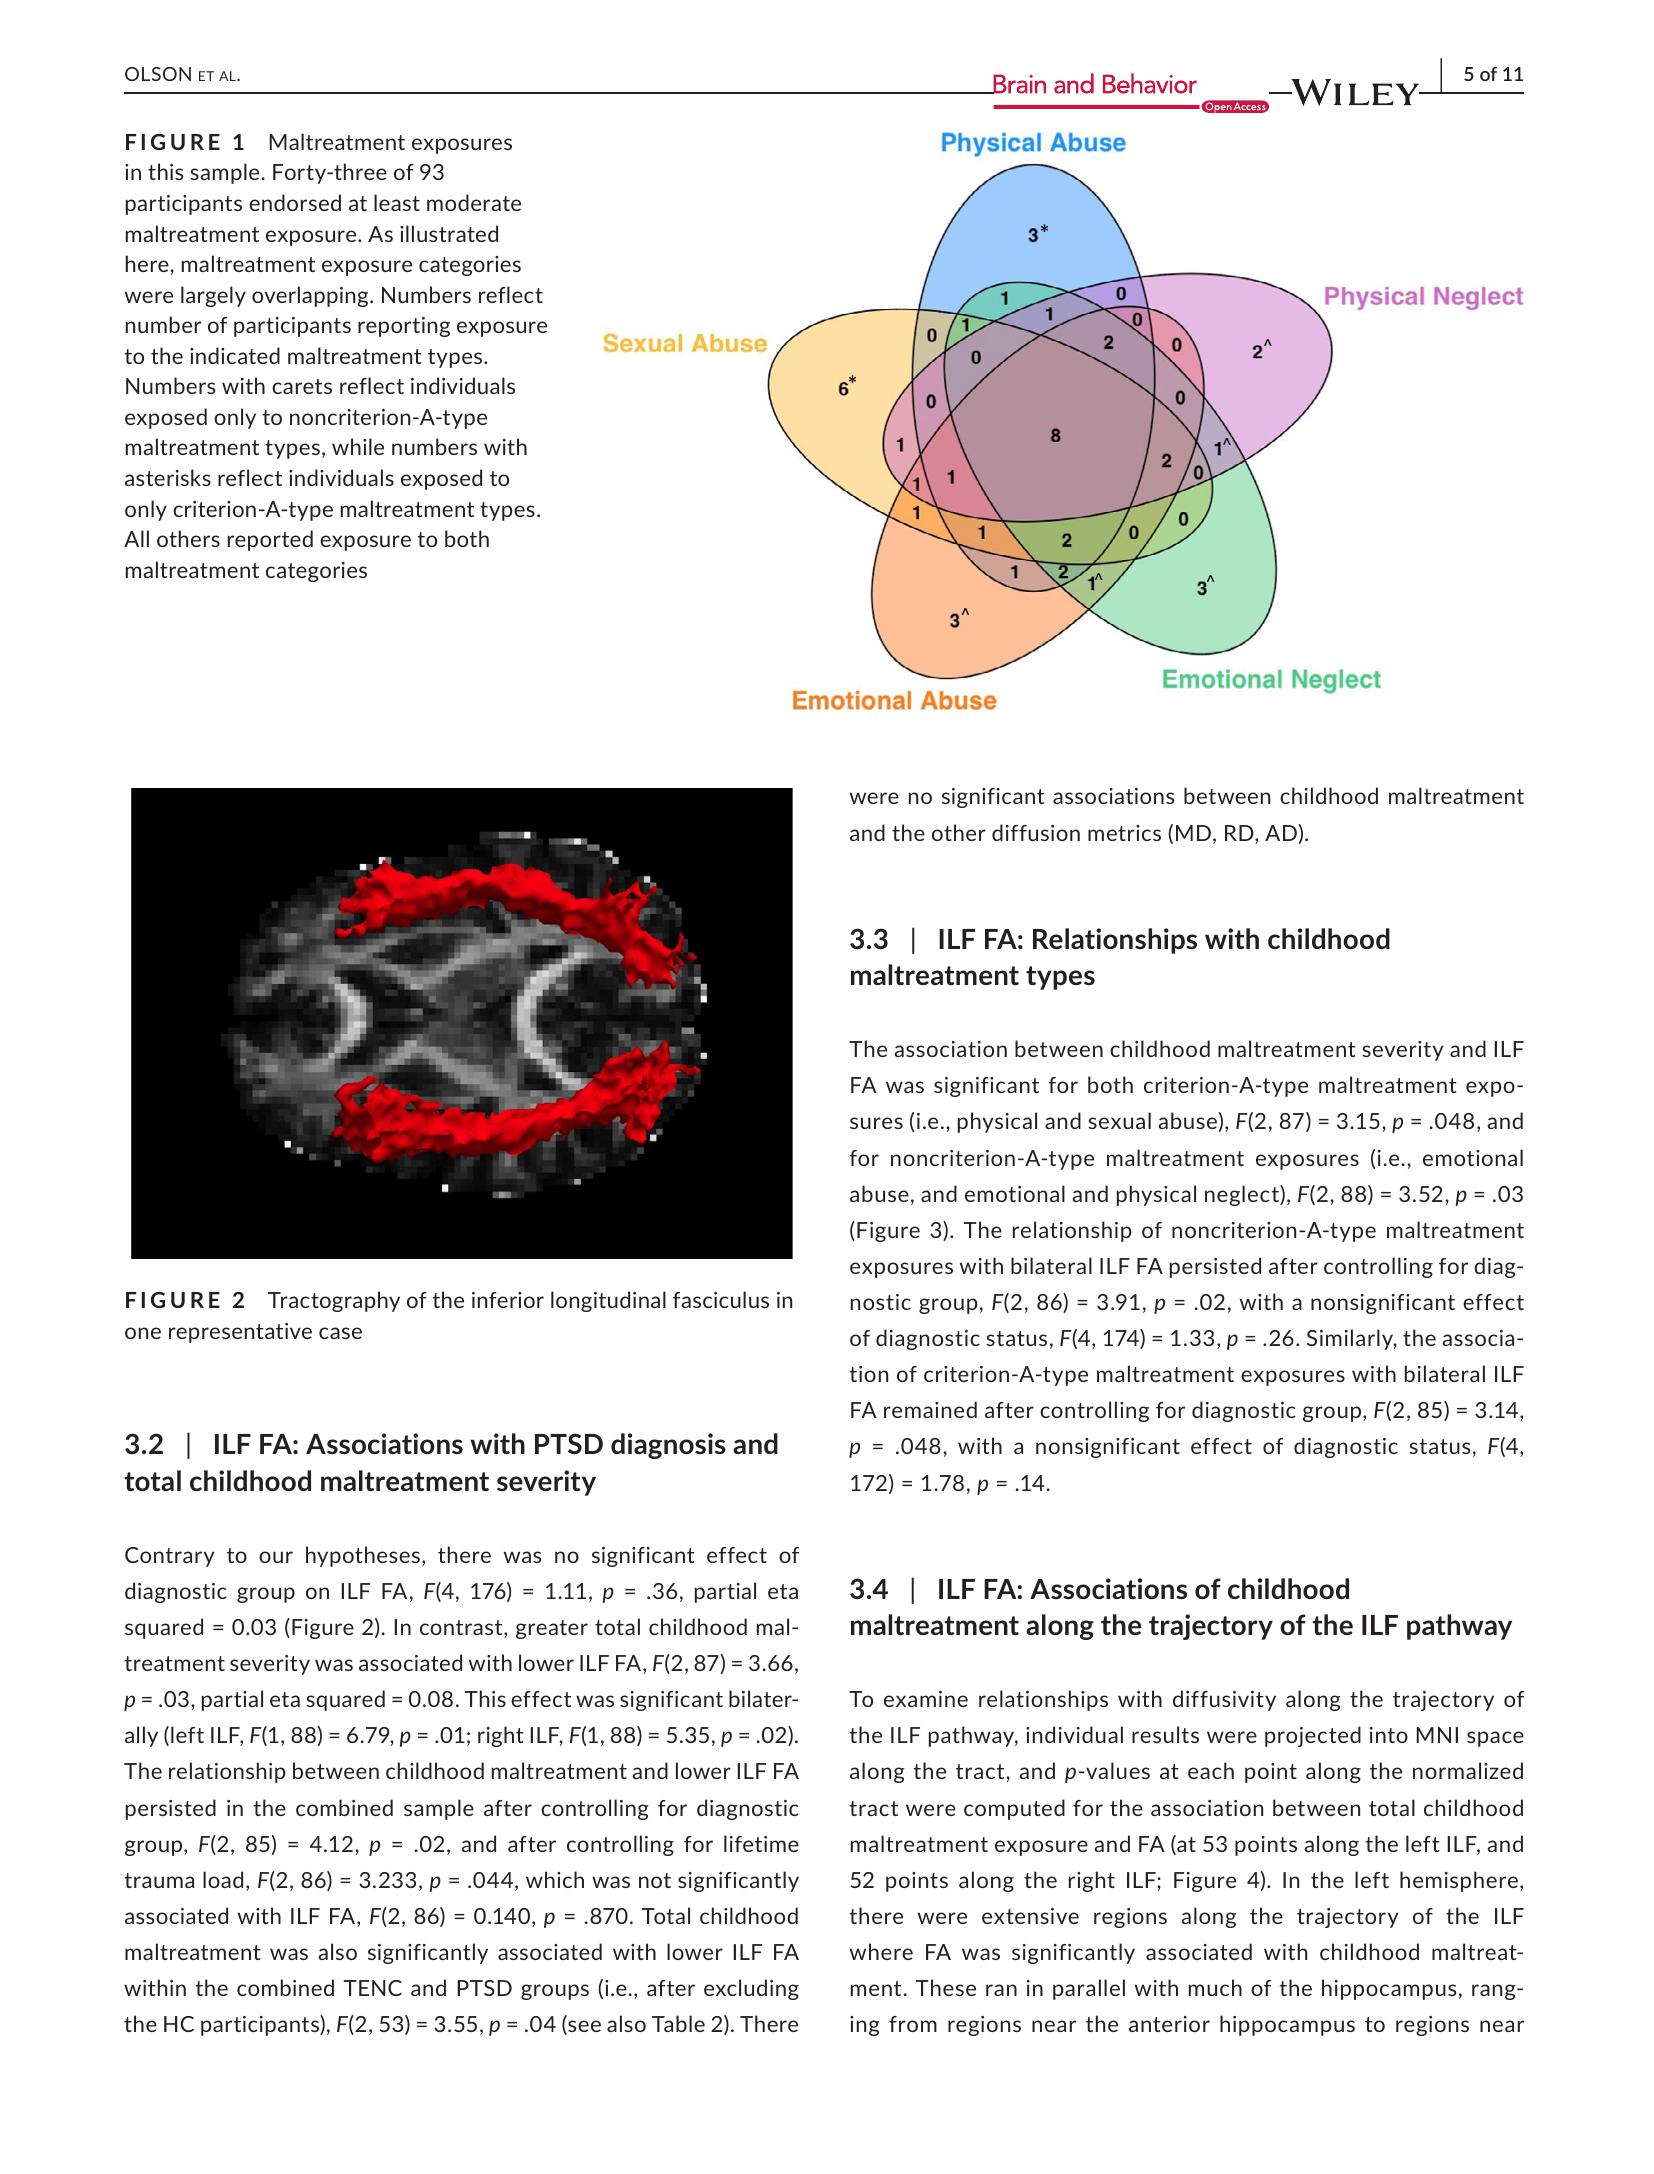 OLSON ET AL.
Brain and Behavior
Open Access
WILEY
5 of 11
FIGURE 1 Maltreatment exposures
in this sample. Forty-three of 93
participants endorsed at least moderate
maltreatment exposure. As illustrated
here, maltreatment exposure categories
were largely overlapping. Numbers reflect
number of participants reporting exposure
to the indicated maltreatment types.
Numbers with carets reflect individuals
exposed only to noncriterion-A-type
maltreatment types, while numbers with
asterisks reflect individuals exposed to
only criterion-A-type maltreatment types.
All others reported exposure to both
maltreatment categories
Physical Abuse
3*
Physical Neglect
1
0
1
0
Sexual Abuse
1
0
2
0
0
2^
6*
0
0
8
1
1^
2
0
1
1
1
0
1
2
0
1
2
1^
3^
3^
Emotional Neglect
Emotional Abuse
FIGURE 2 Tractography of the inferior longitudinal fasciculus in
one representative case
3.2 | ILF FA: Associations with PTSD diagnosis and
total childhood maltreatment severity
Contrary to our hypotheses, there was no significant effect of
diagnostic group on ILF FA, F(4, 176) = 1.11, p = .36, partial eta
squared = 0.03 (Figure 2). In contrast, greater total childhood mal-
treatment severity was associated with lower ILF FA, F(2, 87) = 3.66,
p = .03, partial eta squared = 0.08. This effect was significant bilater-
ally (left ILF, F(1, 88) = 6.79, p = .01; right ILF, F(1, 88) = 5.35, p = .02).
The relationship between childhood maltreatment and lower ILF FA
persisted in the combined sample after controlling for diagnostic
group, F(2, 85) = 4.12, p = .02, and after controlling for lifetime
trauma load, F(2, 86) = 3.233, p = .044, which was not significantly
associated with ILF FA, F(2, 86) = 0.140, p = .870. Total childhood
maltreatment was also significantly associated with lower ILF FA
within the combined TENC and PTSD groups (i.e., after excluding
the HC participants), F(2, 53) = 3.55, p = .04 (see also Table 2). There
were no significant associations between childhood maltreatment
and the other diffusion metrics (MD, RD, AD).
3.3 | ILF FA: Relationships with childhood
maltreatment types
The association between childhood maltreatment severity and ILF
FA was significant for both criterion-A-type maltreatment expo-
sures (i.e., physical and sexual abuse), F(2, 87) = 3.15, p = .048, and
for noncriterion-A-type maltreatment exposures (i.e., emotional
abuse, and emotional and physical neglect), F(2, 88) = 3.52, p = .03
(Figure 3). The relationship of noncriterion-A-type maltreatment
exposures with bilateral ILF FA persisted after controlling for diag-
nostic group, F(2, 86) = 3.91, p = .02, with a nonsignificant effect
of diagnostic status, F(4, 174) = 1.33, p = .26. Similarly, the associa-
tion of criterion-A-type maltreatment exposures with bilateral ILF
FA remained after controlling for diagnostic group, F(2, 85) = 3.14,
p = .048, with a nonsignificant effect of diagnostic status, F(4,
172) = 1.78, p = .14.
3.4 | ILF FA: Associations of childhood
maltreatment along the trajectory of the ILF pathway
To examine relationships with diffusivity along the trajectory of
the ILF pathway, individual results were projected into MNI space
along the tract, and p-values at each point along the normalized
tract were computed for the association between total childhood
maltreatment exposure and FA (at 53 points along the left ILF, and
52 points along the right ILF; Figure 4). In the left hemisphere,
there were extensive regions along the trajectory of the ILF
where FA was significantly associated with childhood maltreat-
ment. These ran in parallel with much of the hippocampus, rang-
ing from regions near the anterior hippocampus to regions near